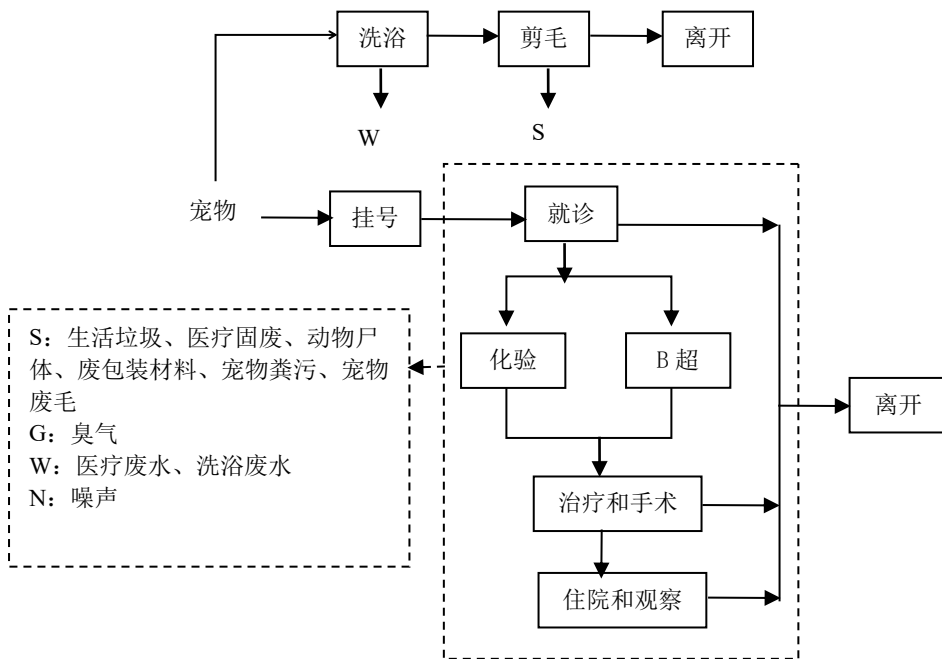 洗浴
剪毛
离开
W
S
宠物
挂号
就诊
S：生活垃圾、医疗固废、动物尸
体、废包装材料、宠物粪污、宠物
废毛
G：臭气
W：医疗废水、洗浴废水
N：噪声
化验
B 超
离开
治疗和手术
住院和观察